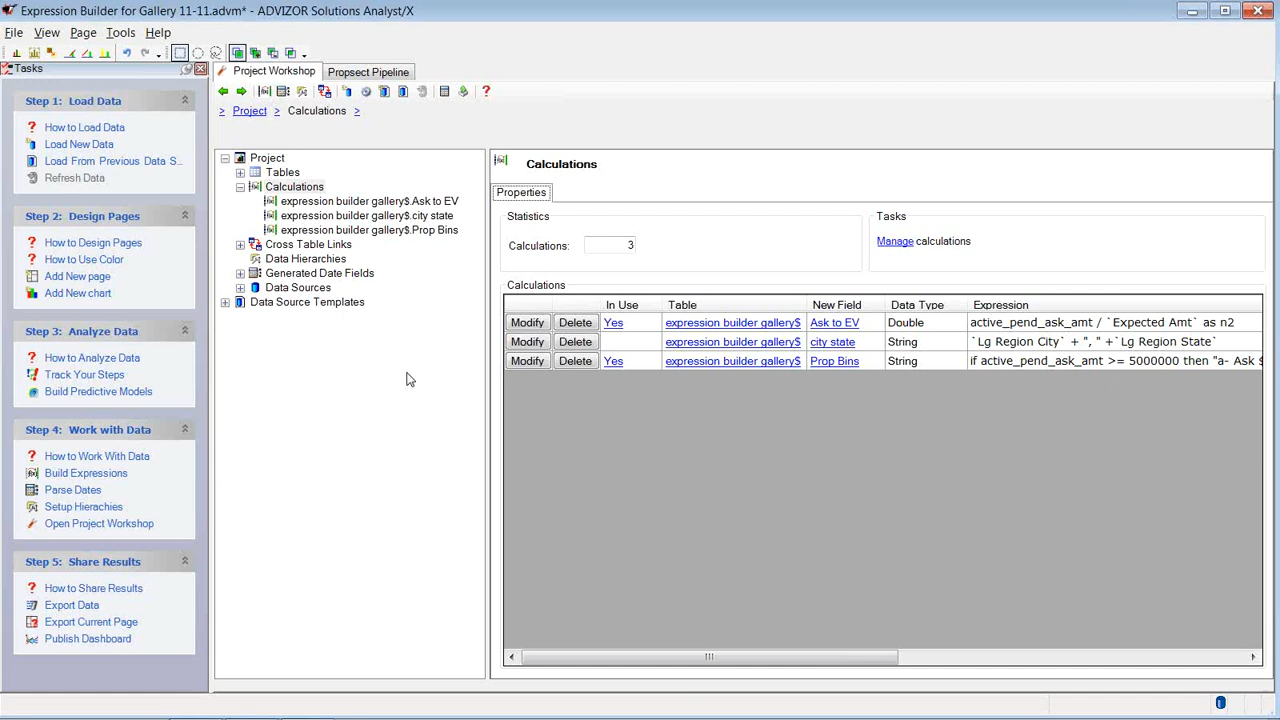 Expression Builder for Gallery 11-11.advm* - ADVIZOR Solutions Analyst/X
File View Page Tools Help
Tasks
Project Workshop
Propsect Pipeline
> Project > Calculations >
Step 1: Load Data
How to Load Data
Load New Data
Load From Previous Data S...
Refresh Data
Step 2: Design Pages
How to Design Pages
How to Use Color
Add New page
Add New chart
Step 3: Analyze Data
How to Analyze Data
Track Your Steps
Build Predictive Models
Step 4: Work with Data
How to Work With Data
Build Expressions
Parse Dates
Setup Hierachies
Open Project Workshop
Step 5: Share Results
How to Share Results
Export Data
Export Current Page
Publish Dashboard
Project
Tables
Calculations
expression builder gallery$.Ask to EV
expression builder gallery$.city state
expression builder gallery$.Prop Bins
Cross Table Links
Data Hierarchies
Generated Date Fields
Data Sources
Data Source Templates
Calculations
Properties
Statistics
Calculations: 3
Tasks
Manage calculations
Calculations
In Use Table New Field Data Type Expression
Modify Delete Yes expression builder gallery$ Ask to EV Double active_pend_ask_amt / `Expected Amt` as n2
Modify Delete expression builder gallery$ city state String `Lg Region City` + ", " +`Lg Region State`
Modify Delete Yes expression builder gallery$ Prop Bins String if active_pend_ask_amt >= 5000000 then "a- Ask $